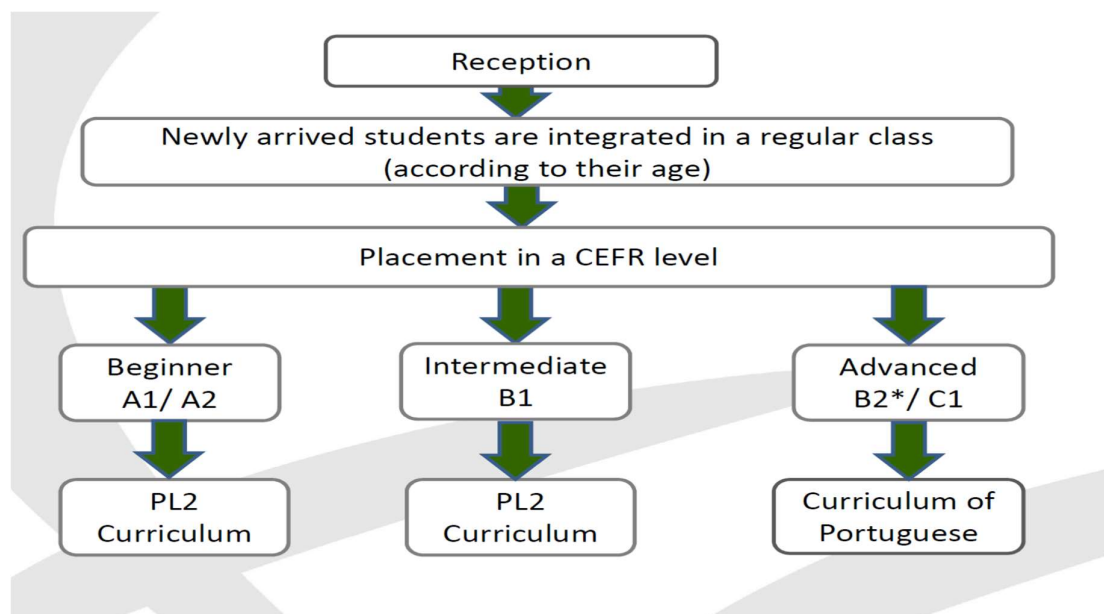 Reception
Newly arrived students are integrated in a regular class
(according to their age)
Placement in a CEFR level
Beginner
A1/ A2
Intermediate
B1
Advanced
B2*/ C1
PL2
Curriculum
PL2
Curriculum
Curriculum of
Portuguese